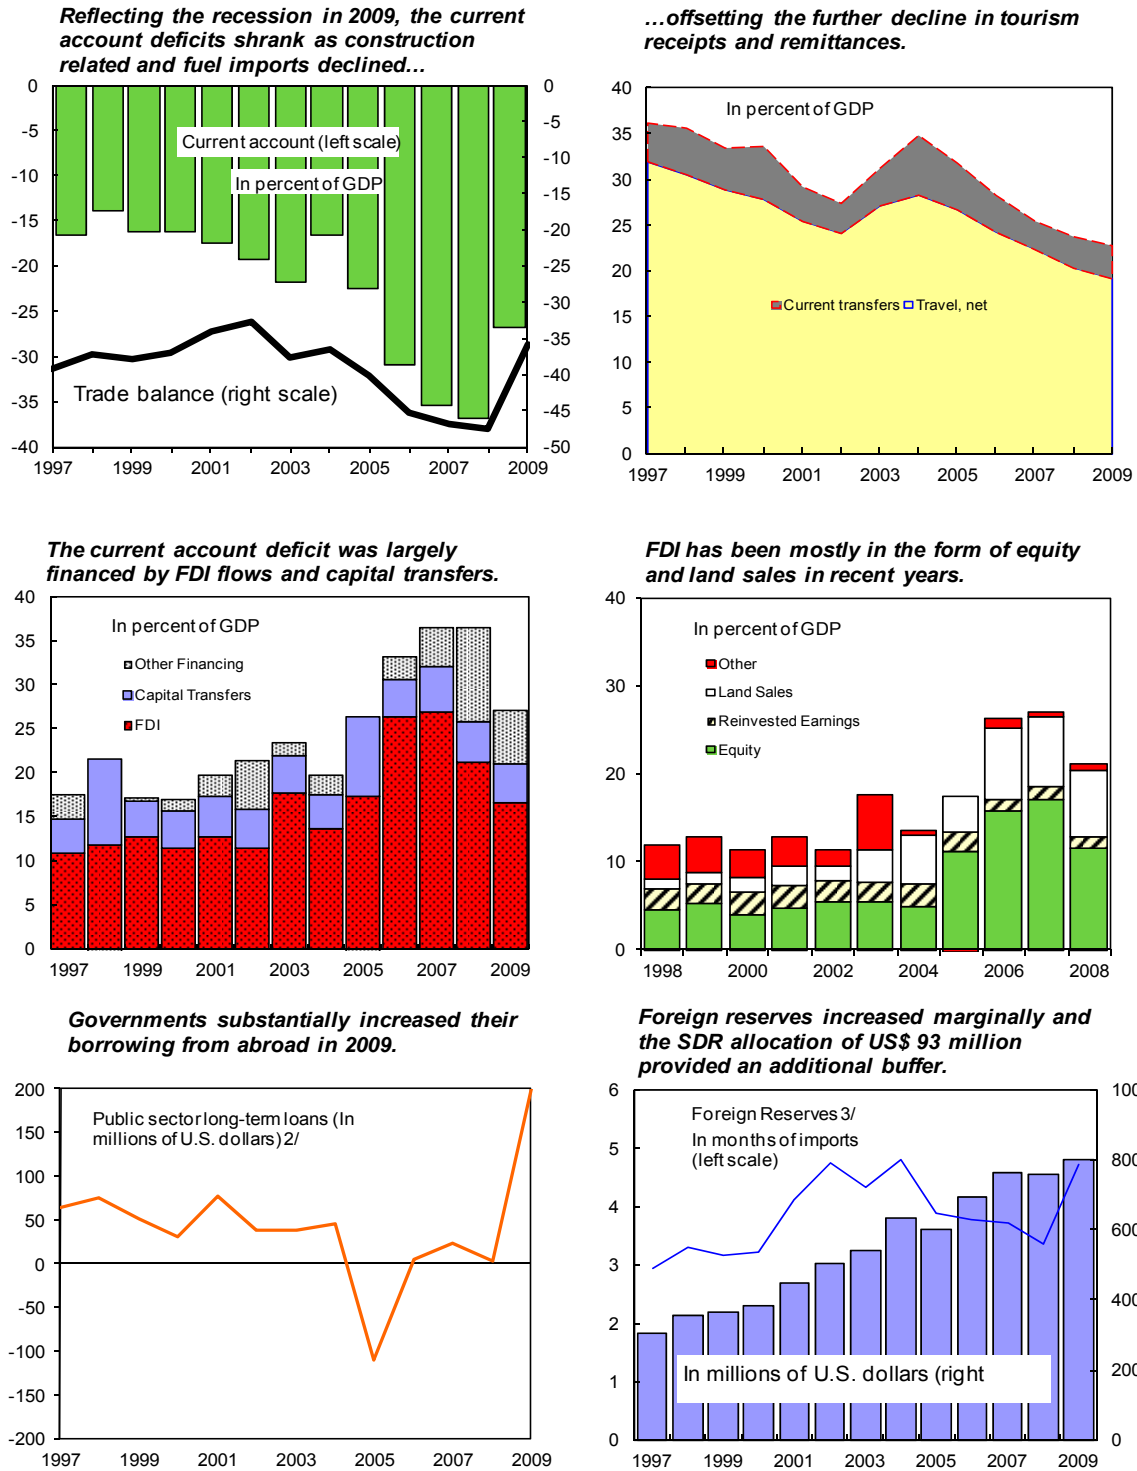 Reflecting the recession in 2009, the current
account deficits shrank as construction
related and fuel imports declined…
0
-5
-10
-15
-20
-25
-30
-35
-40
0
-5
-10
-15
-20
-25
-30
-35
-40
-45
-50
Current account (left scale)
In percent of GDP
Trade balance (right scale)
1997 1999 2001 2003 2005 2007 2009
…offsetting the further decline in tourism
receipts and remittances.
40
35
30
25
20
15
10
5
0
In percent of GDP
Current transfers Travel, net
1997 1999 2001 2003 2005 2007 2009
The current account deficit was largely
financed by FDI flows and capital transfers.
40
35
30
25
20
15
10
5
0
In percent of GDP
Other Financing
Capital Transfers
FDI
1997 1999 2001 2003 2005 2007 2009
FDI has been mostly in the form of equity
and land sales in recent years.
40
30
20
10
0
In percent of GDP
Other
Land Sales
Reinvested Earnings
Equity
1998 2000 2002 2004 2006 2008
Governments substantially increased their
borrowing from abroad in 2009.
200
150
100
50
0
-50
-100
-150
-200
Public sector long-term loans (In
millions of U.S. dollars) 2/
1997 1999 2001 2003 2005 2007 2009
Foreign reserves increased marginally and
the SDR allocation of US$ 93 million
provided an additional buffer.
6
5
4
3
2
1
0
Foreign Reserves 3/
In months of imports
(left scale)
In millions of U.S. dollars (right
100
800
600
400
200
0
1997 1999 2001 2003 2005 2007 2009